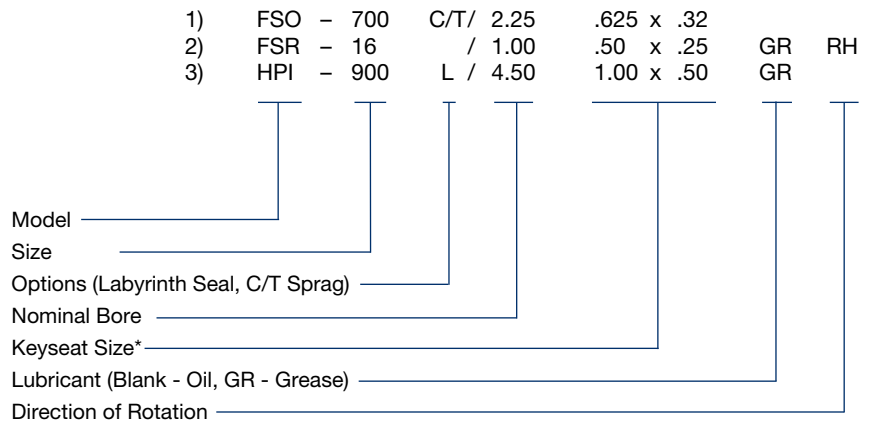 1) FSO – 700 C/T/ 2.25 .625 x .32
2) FSR – 16 / 1.00 .50 x .25 GR RH
3) HPI – 900 L / 4.50 1.00 x .50 GR
Model
Size
Options (Labyrinth Seal, C/T Sprag)
Nominal Bore
Keyseat Size*
Lubricant (Blank - Oil, GR - Grease)
Direction of Rotation